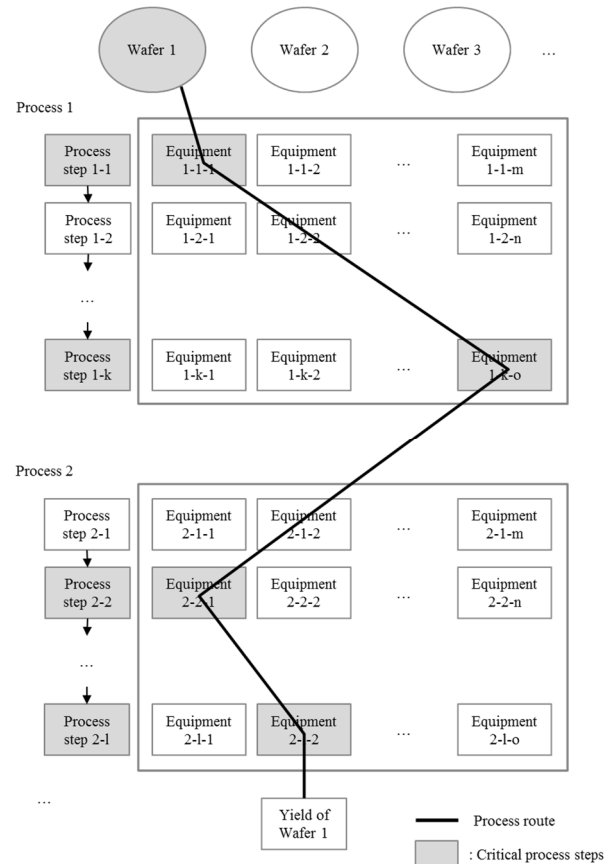 Wafer 1
Wafer 2
Wafer 3
...
Process 1
Process
step 1-1
Equipment
1-1-1
Equipment
1-1-2
...
Equipment
1-1-m
Process
step 1-2
Equipment
1-2-1
Equipment
1-2-2
...
Equipment
1-2-n
...
Process
step 1-k
Equipment
1-k-1
Equipment
1-k-2
...
Equipment
1-k-o
Process 2
Process
step 2-1
Equipment
2-1-1
Equipment
2-1-2
...
Equipment
2-1-m
Process
step 2-2
Equipment
2-2-1
Equipment
2-2-2
...
Equipment
2-2-n
...
Process
step 2-l
Equipment
2-l-1
Equipment
2-l-2
...
Equipment
2-l-o
...
Yield of
Wafer 1
Process route
: Critical process steps